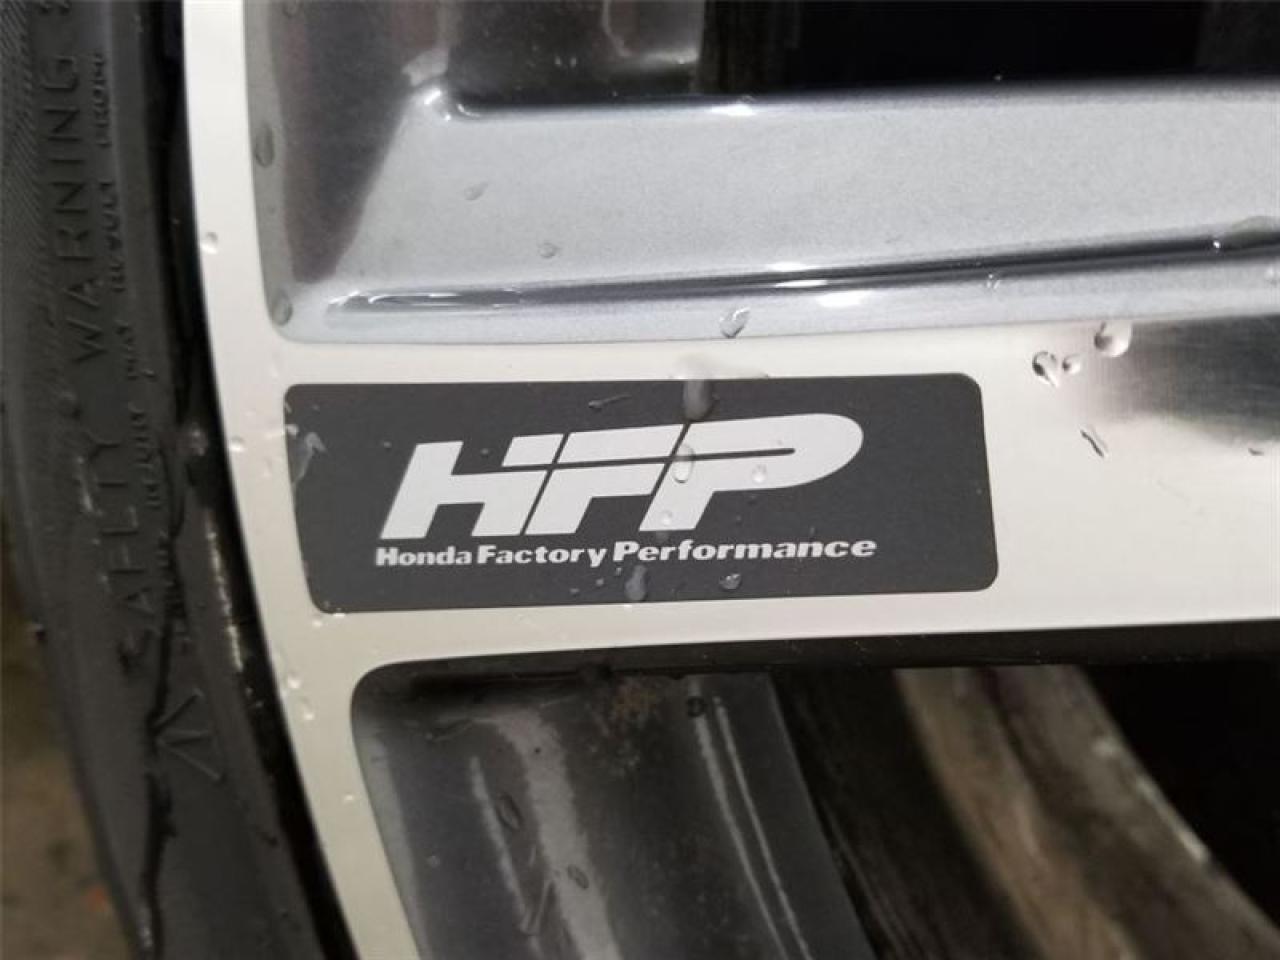 HFP
Honda Factory Performance
SAFETY WARNING